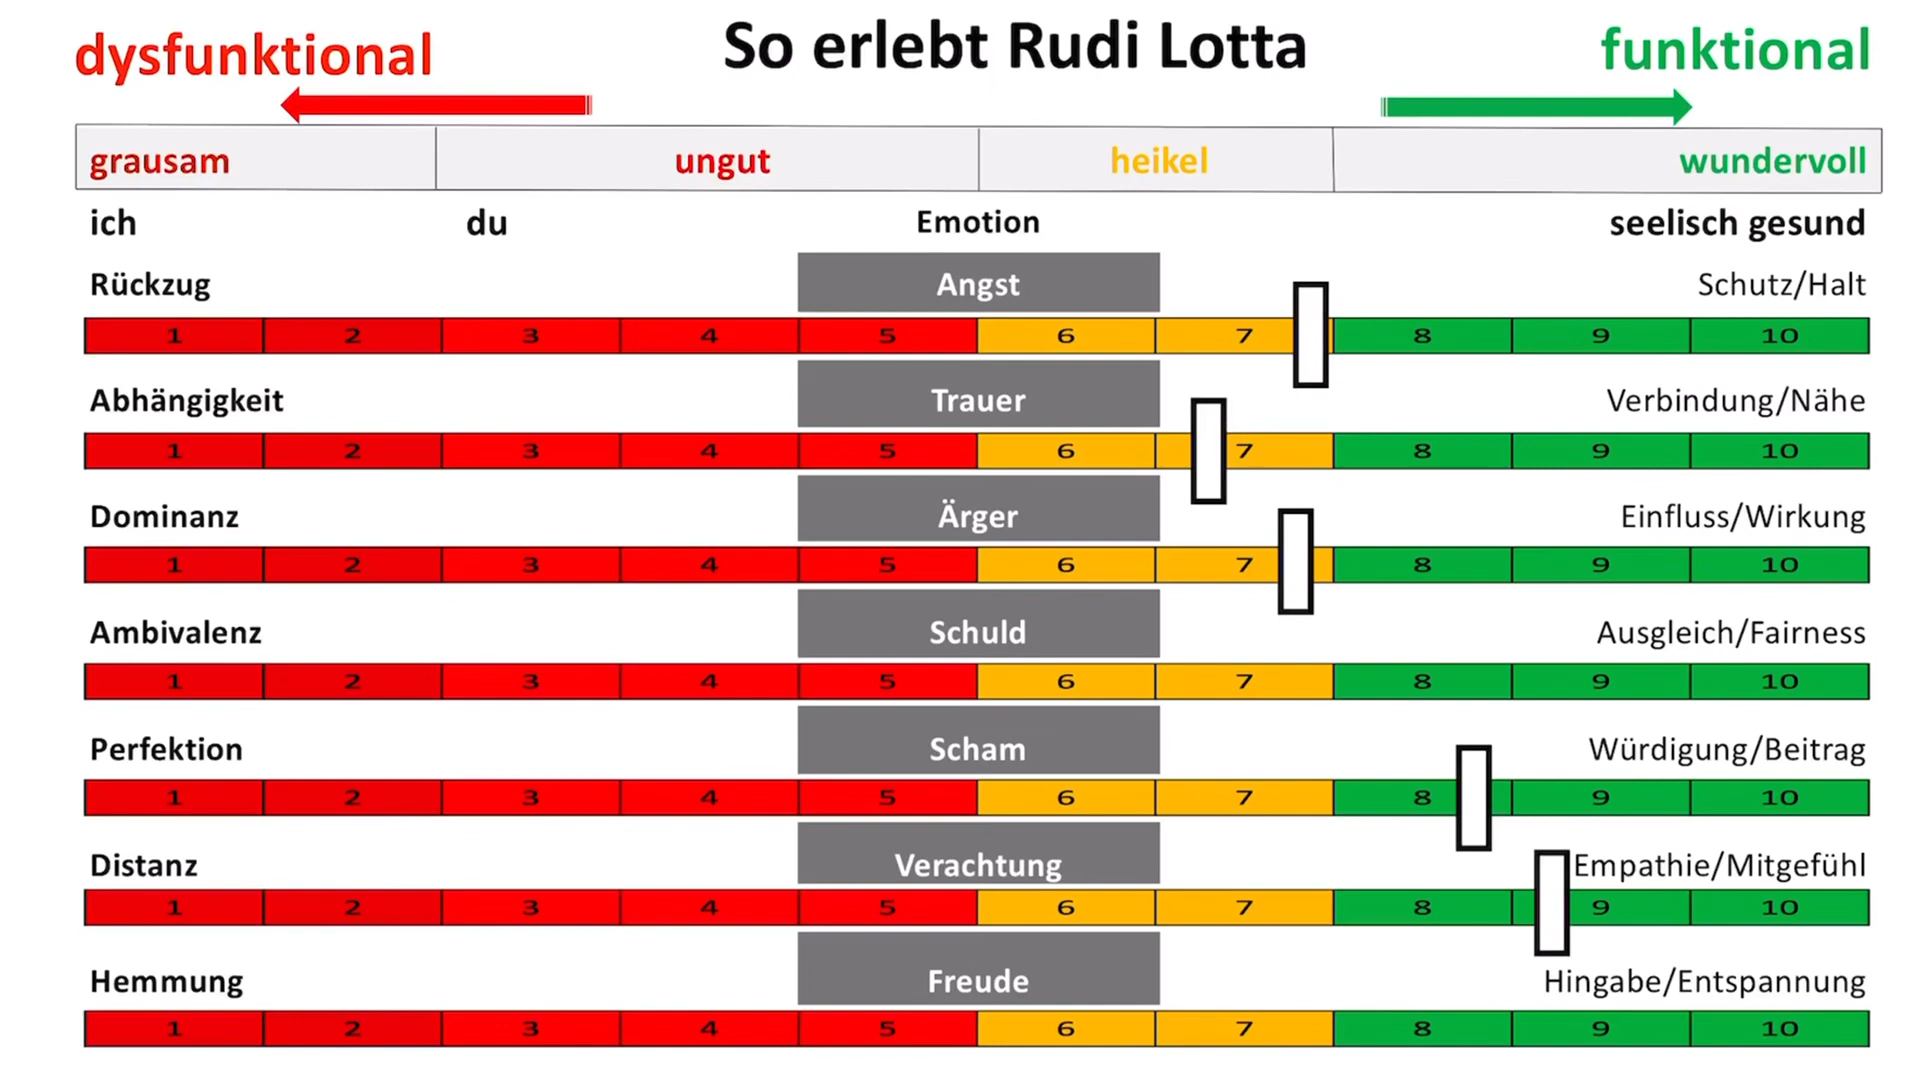 dysfunktional So erlebt Rudi Lotta funktional
grausam ungut heikel wundervoll
ich du Emotion seelisch gesund
Rückzug Angst Schutz/Halt
1 2 3 4 5 6 7 8 9 10
Abhängigkeit Trauer Verbindung/Nähe
1 2 3 4 5 6 7 8 9 10
Dominanz Ärger Einfluss/Wirkung
1 2 3 4 5 6 7 8 9 10
Ambivalenz Schuld Ausgleich/Fairness
1 2 3 4 5 6 7 8 9 10
Perfektion Scham Würdigung/Beitrag
1 2 3 4 5 6 7 8 9 10
Distanz Verachtung Empathie/Mitgefühl
1 2 3 4 5 6 7 8 9 10
Hemmung Freude Hingabe/Entspannung
1 2 3 4 5 6 7 8 9 10